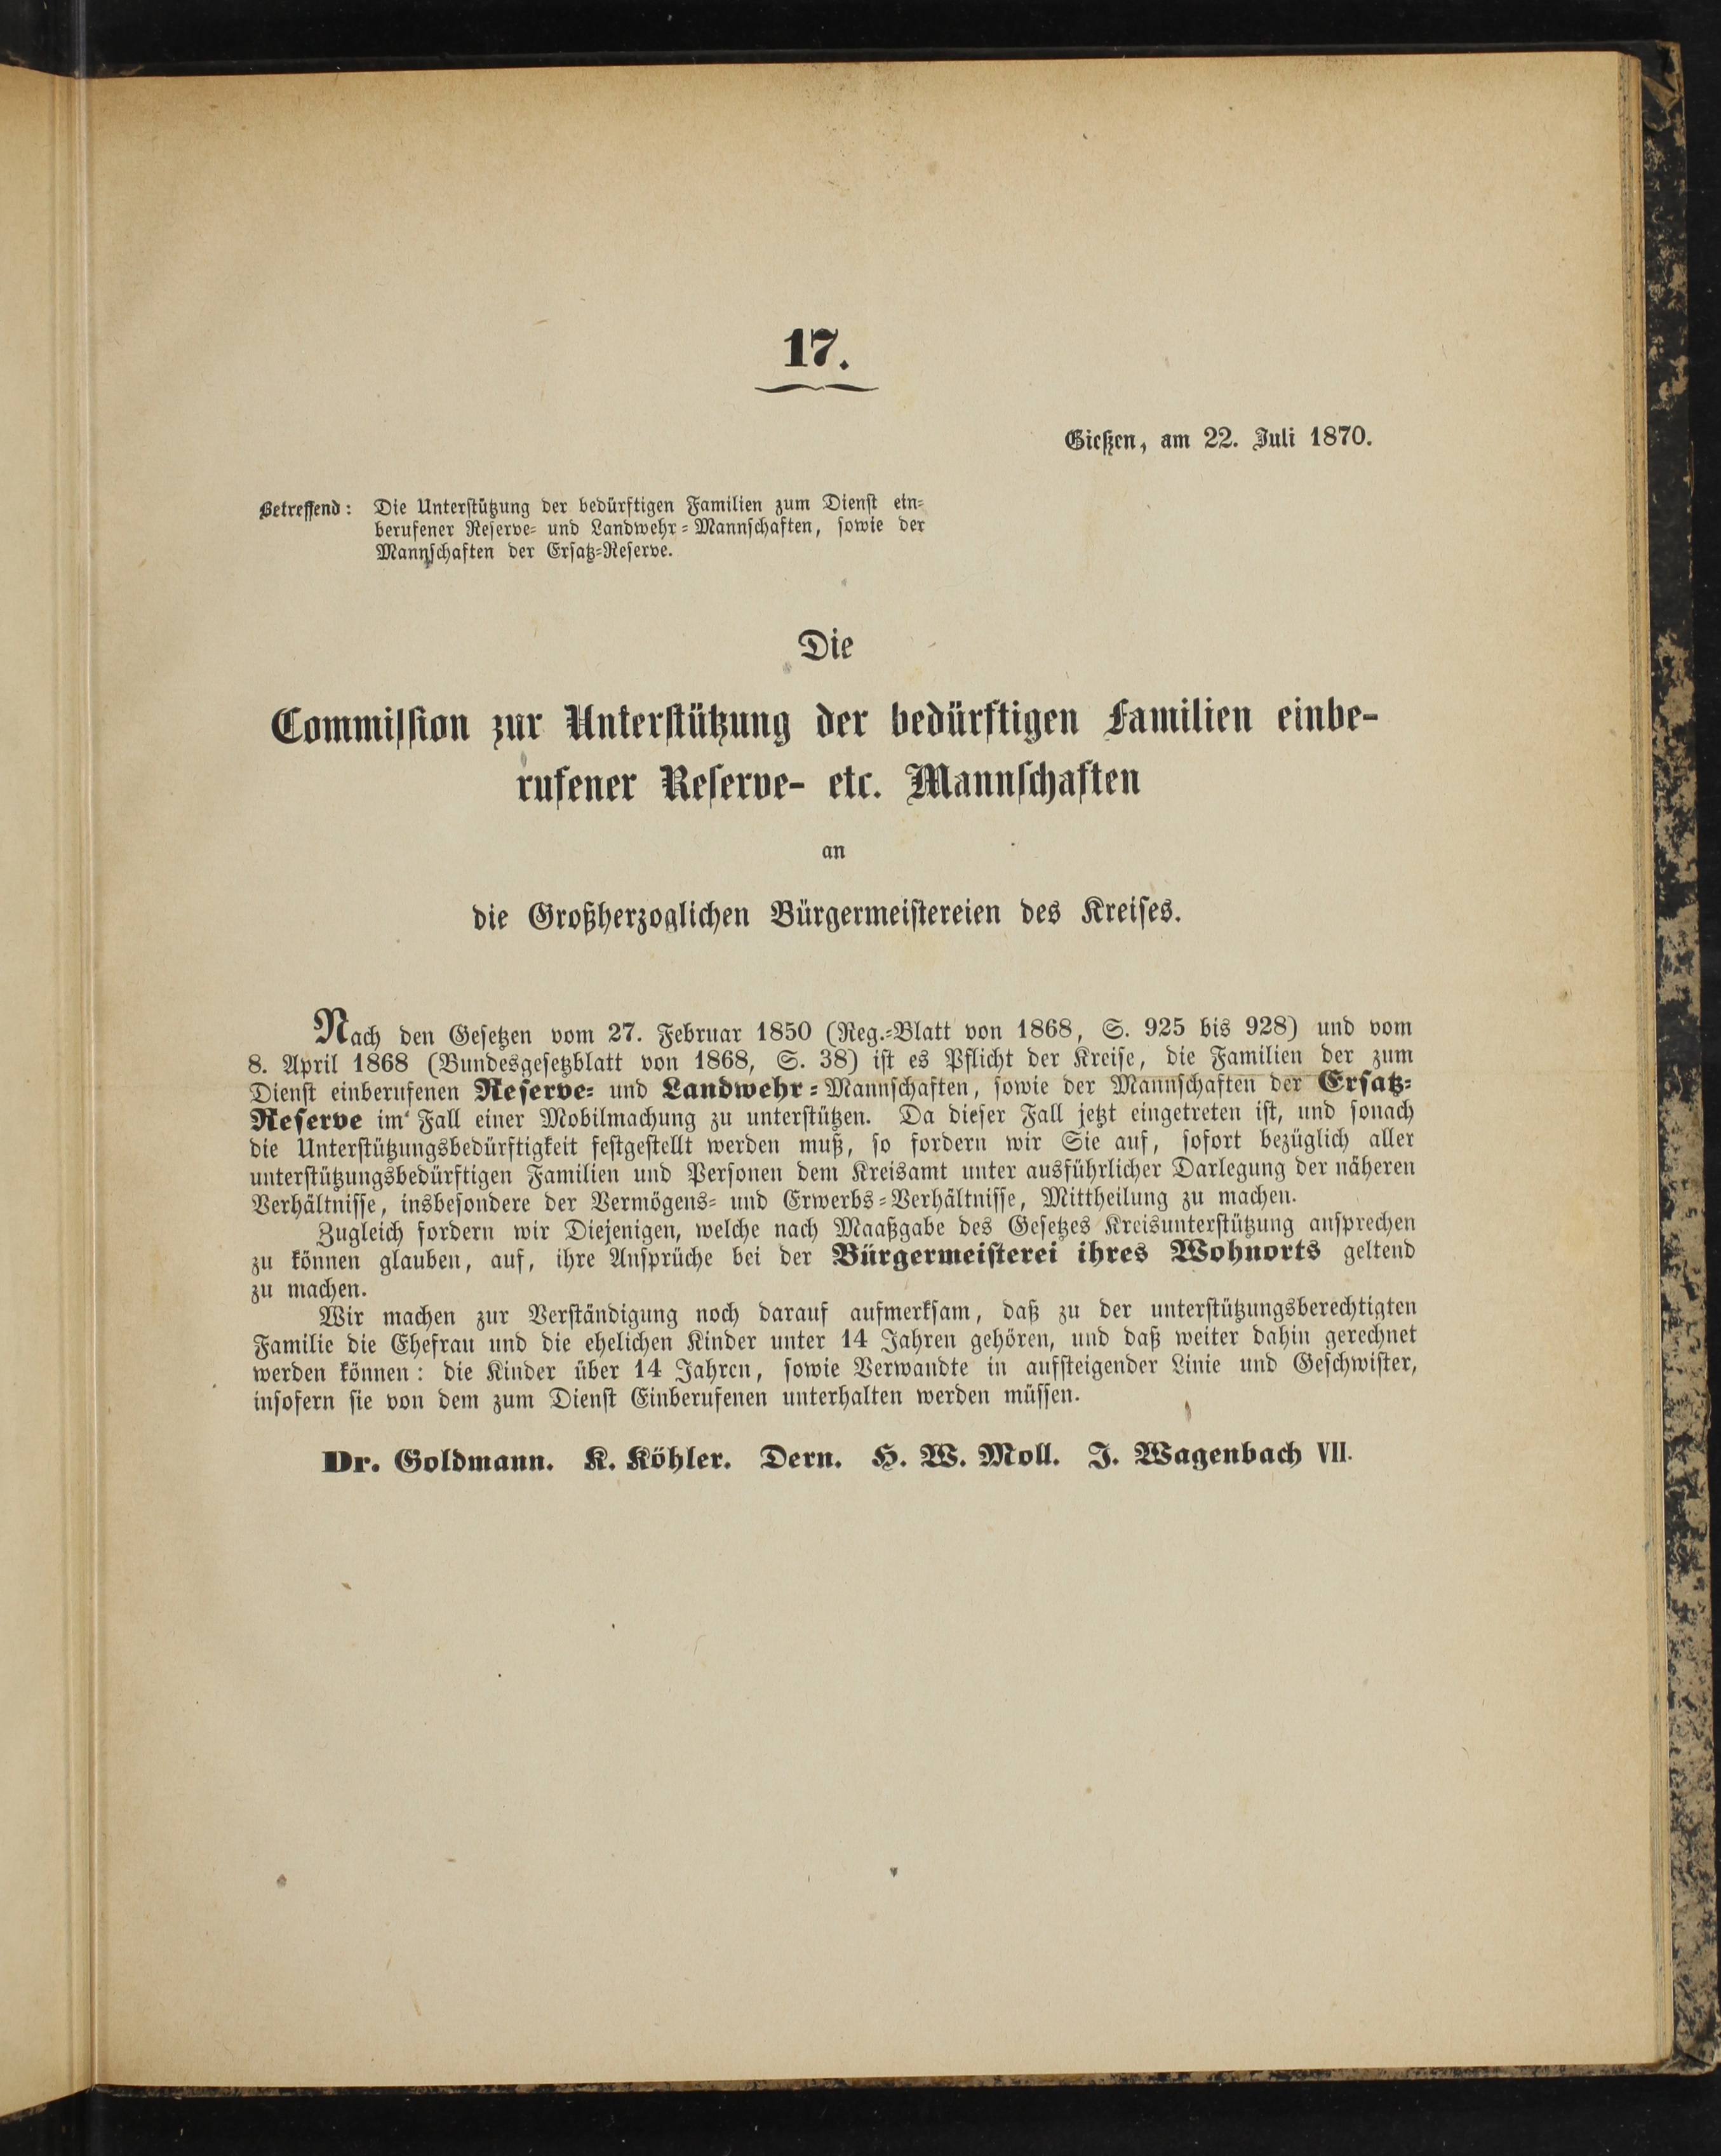 17.
Gießen, am 22. Juli 1870.
Betreffend: Die Unterstützung der bedürftigen Familien zum Dienst ein-
berufener Reserve- und Landwehr-Mannschaften, sowie der
Mannschaften der Ersatz-Reserve.
Die
Commission zur Unterstützung der bedürftigen Familien einbe-
rufener Reserve- etc. Mannschaften
an
die Großherzoglichen Bürgermeistereien des Kreises.
Nach den Gesetzen vom 27. Februar 1850 (Reg.-Blatt von 1868, S. 925 bis 928) und vom
8. April 1868 (Bundesgesetzblatt von 1868, S. 38) ist es Pflicht der Kreise, die Familien der zum
Dienst einberufenen Reserve- und Landwehr-Mannschaften, sowie der Mannschaften der Ersatz-
Reserve im Fall einer Mobilmachung zu unterstützen. Da dieser Fall jetzt eingetreten ist, und sonach
die Unterstützungsbedürftigkeit festgestellt werden muß, so fordern wir Sie auf, sofort bezüglich aller
unterstützungsbedürftigen Familien und Personen dem Kreisamt unter ausführlicher Darlegung der näheren
Verhältnisse, insbesondere der Vermögens- und Erwerbs-Verhältnisse, Mittheilung zu machen.
Zugleich fordern wir Diejenigen, welche nach Maaßgabe des Gesetzes Kreisunterstützung ansprechen
zu können glauben, auf, ihre Ansprüche bei der Bürgermeisterei ihres Wohnorts geltend
zu machen.
Wir machen zur Verständigung noch darauf aufmerksam, daß zu der unterstützungsberechtigten
Familie die Ehefrau und die ehelichen Kinder unter 14 Jahren gehören, und daß weiter dahin gerechnet
werden können: die Kinder über 14 Jahren, sowie Verwandte in aufsteigender Linie und Geschwister,
insofern sie von dem zum Dienst Einberufenen unterhalten werden müssen.
Dr. Goldmann. K. Köhler. Dern. H. W. Moll. J. Wagenbach VII.